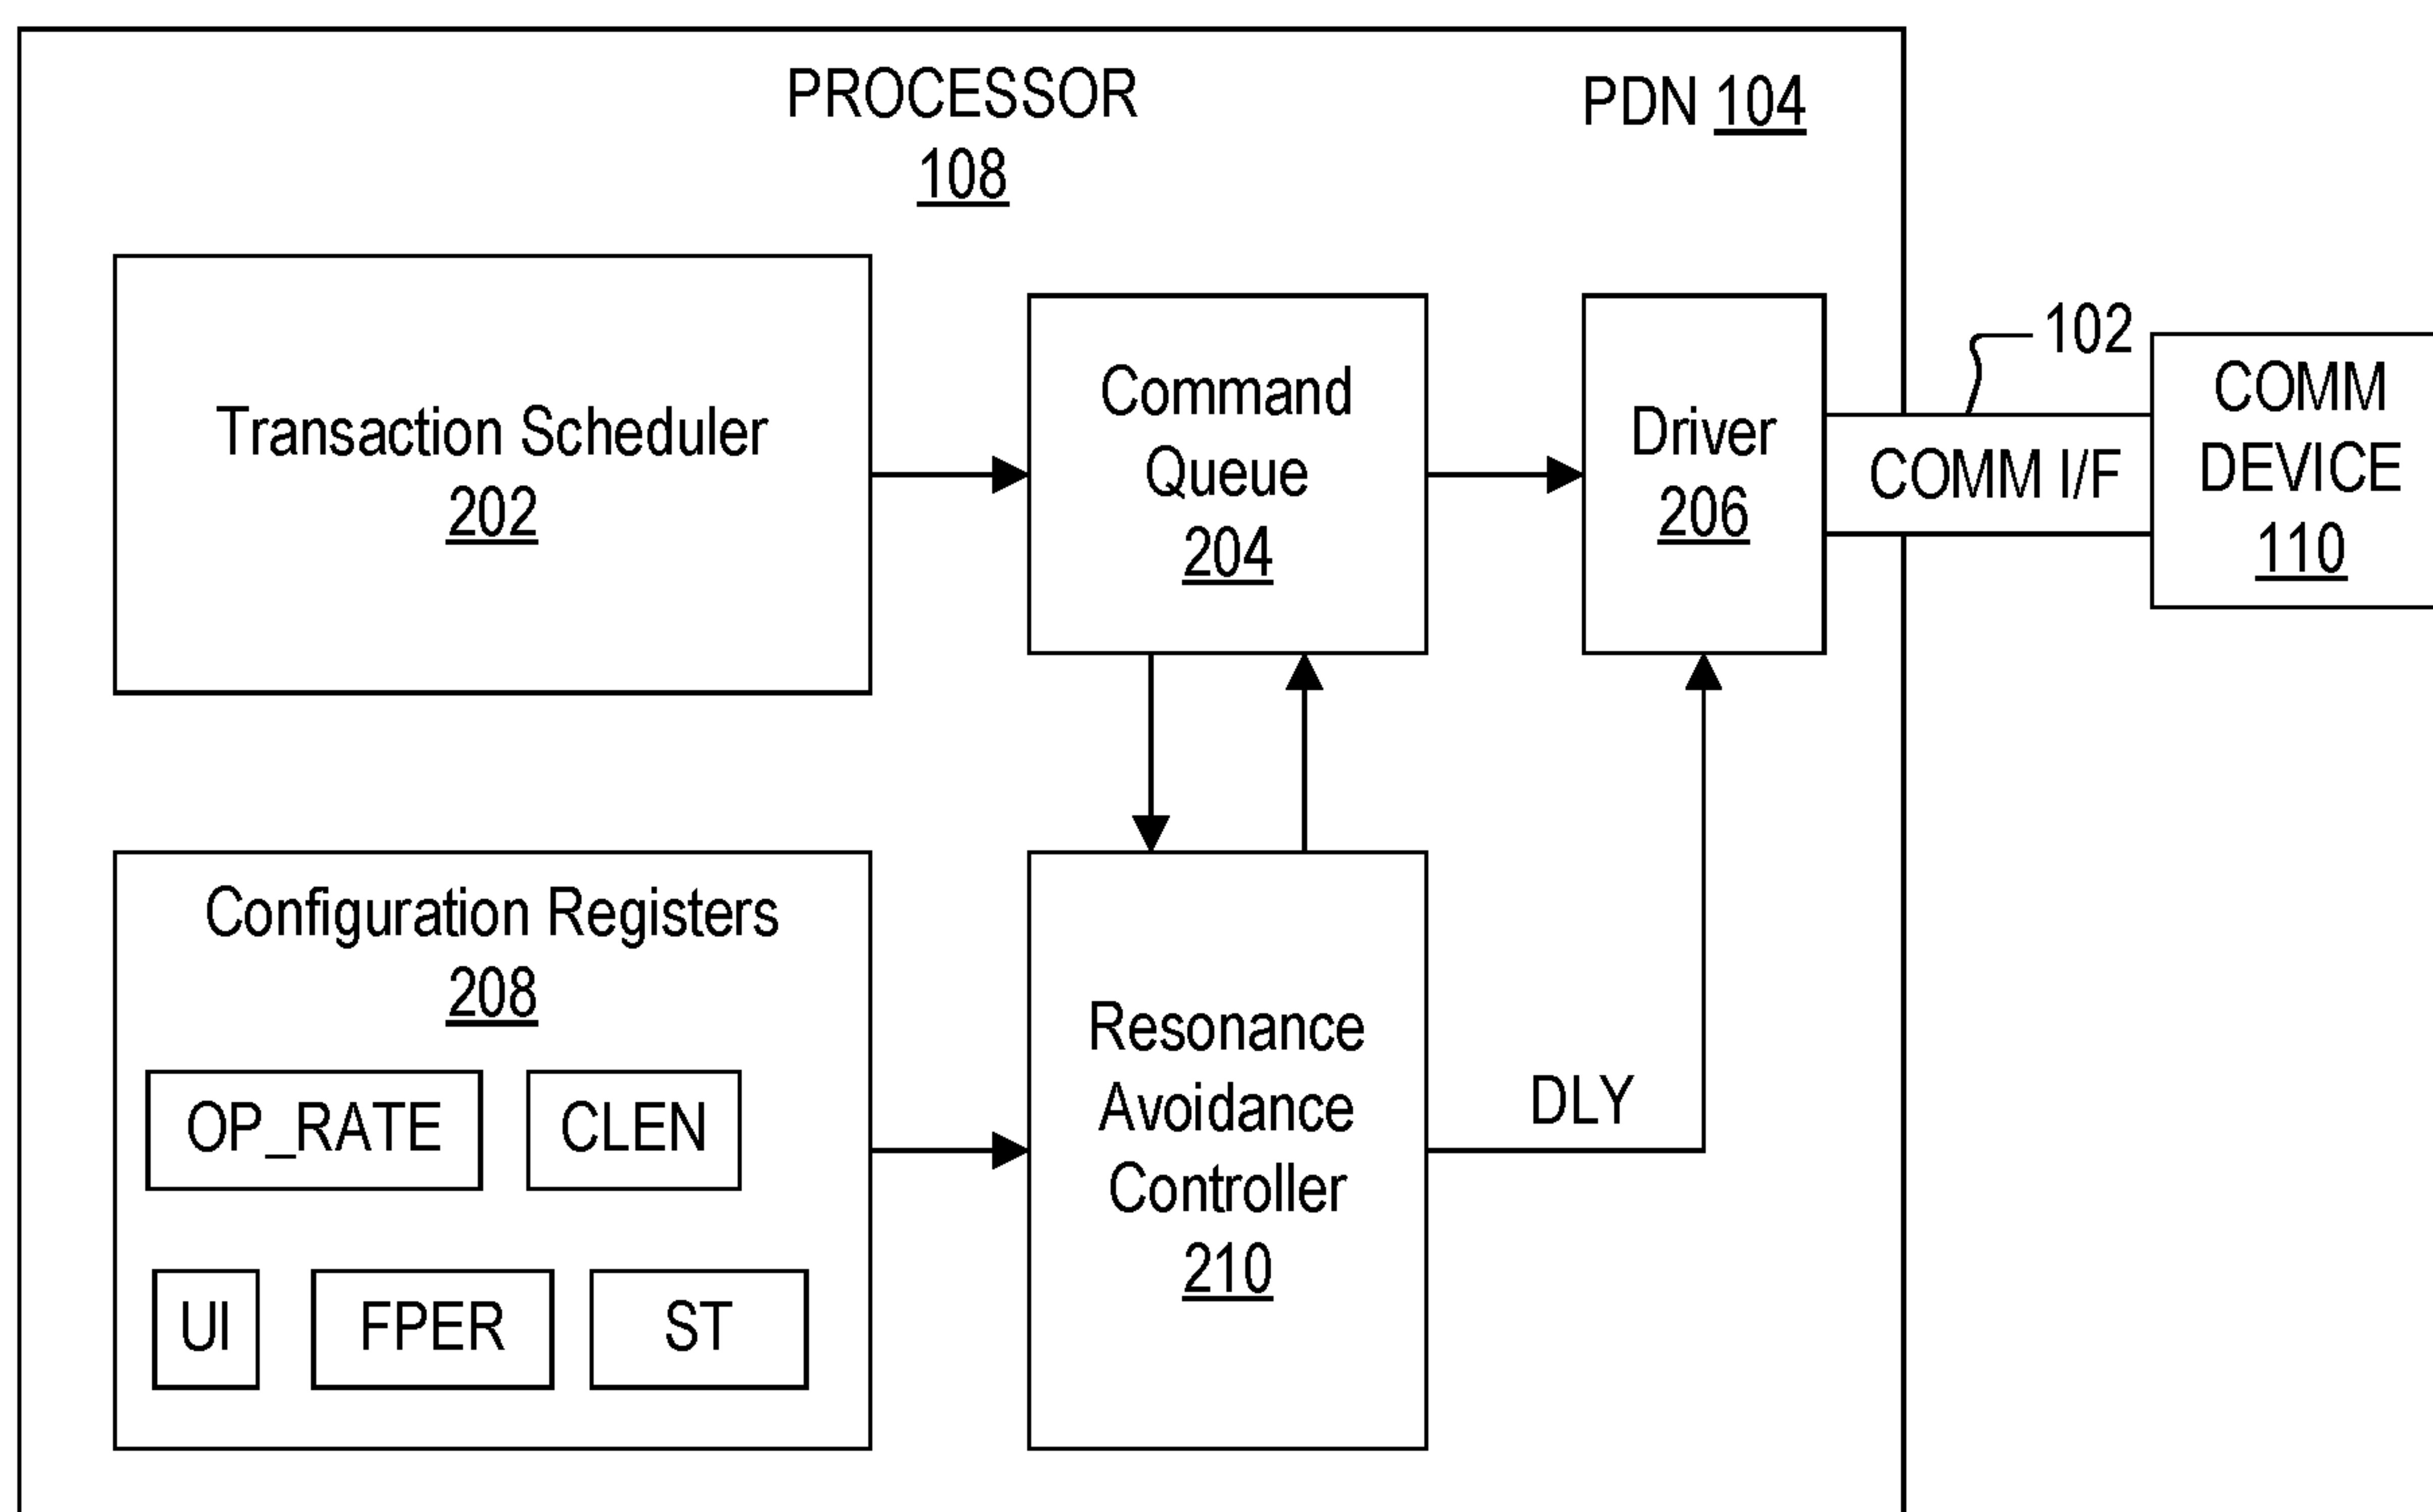 PROCESSOR
108
PDN 104
Transaction Scheduler
202
Command
Queue
204
Driver
206
102
COMM I/F
COMM
DEVICE
110
Configuration Registers
208
OP_RATE
CLEN
UI
FPER
ST
Resonance
Avoidance
Controller
210
DLY